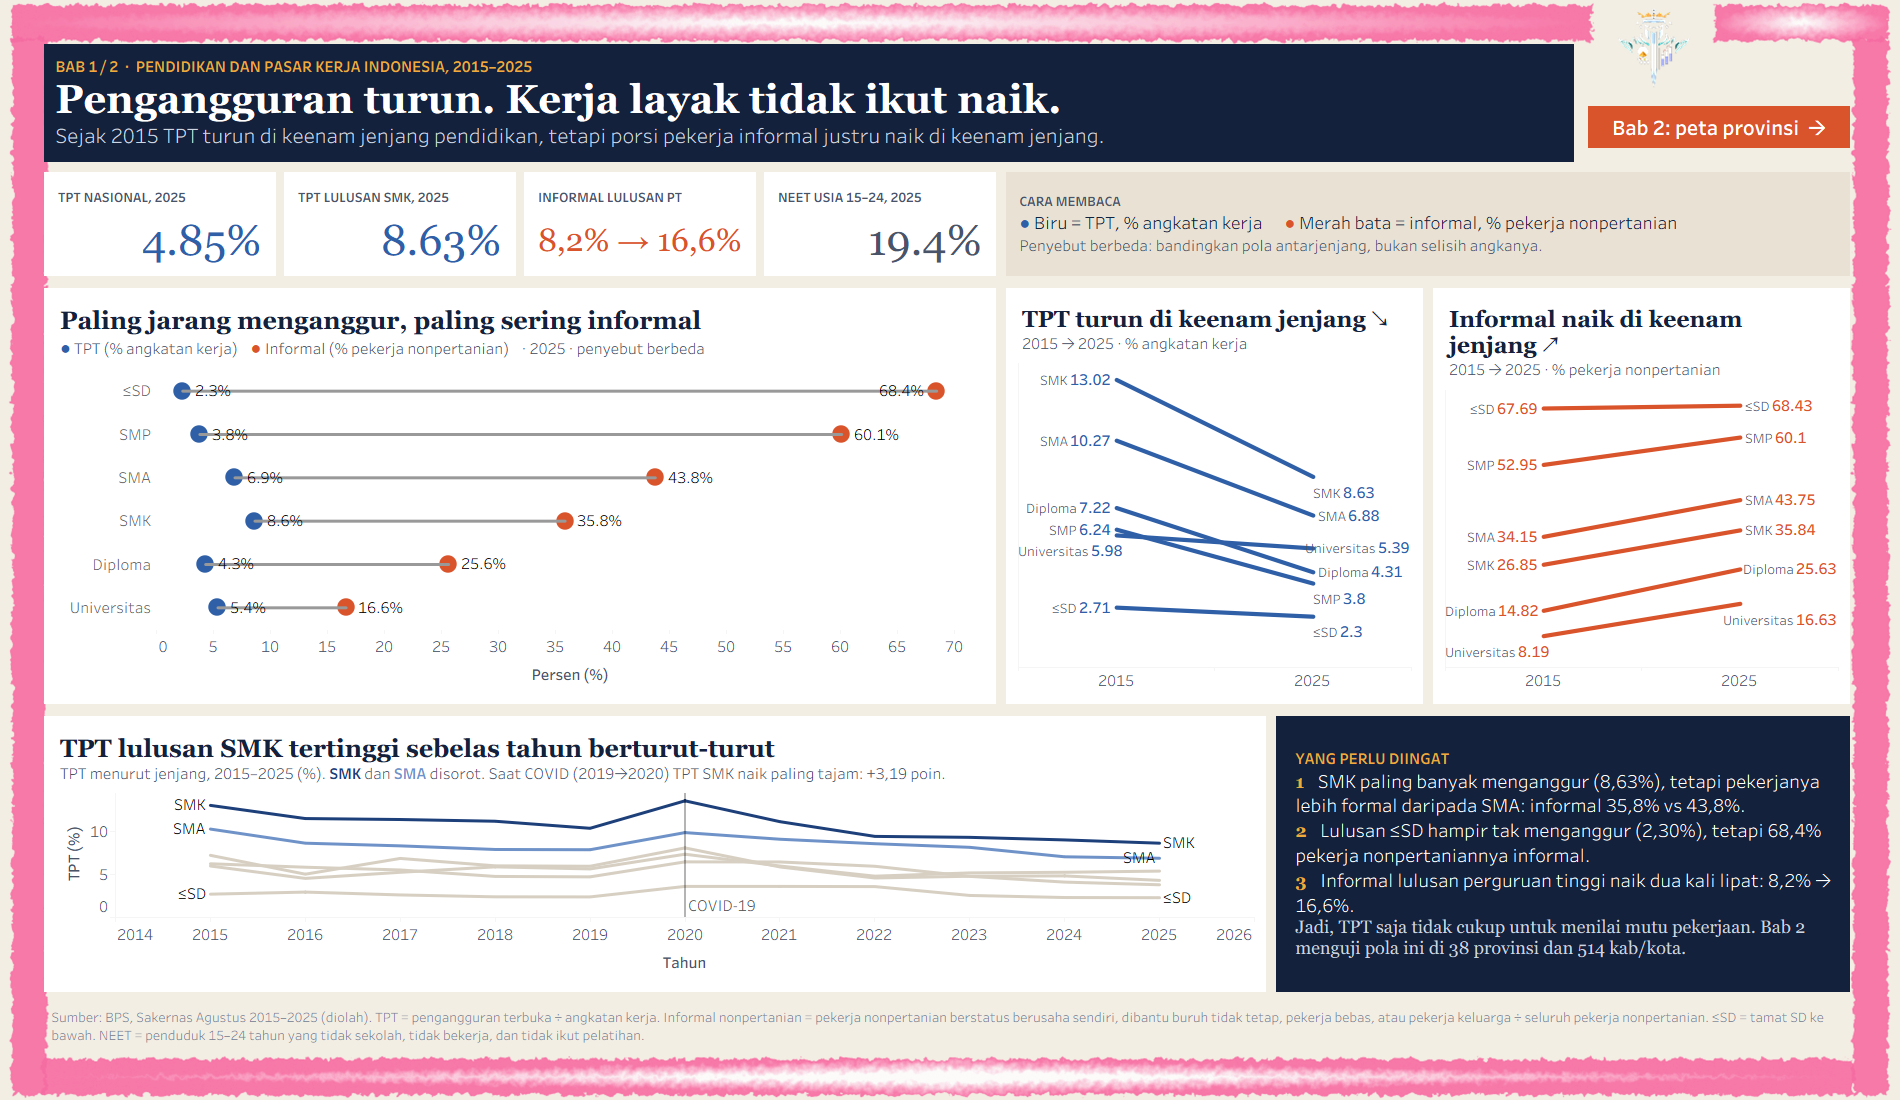 BAB 1 / 2 · PENDIDIKAN DAN PASAR KERJA INDONESIA, 2015–2025
Pengangguran turun. Kerja layak tidak ikut naik.
Sejak 2015 TPT turun di keenam jenjang pendidikan, tetapi porsi pekerja informal justru naik di keenam jenjang.
Bab 2: peta provinsi →
TPT NASIONAL, 2025
4.85%
TPT LULUSAN SMK, 2025
8.63%
INFORMAL LULUSAN PT
8,2% → 16,6%
NEET USIA 15–24, 2025
19.4%
CARA MEMBACA
● Biru = TPT, % angkatan kerja ● Merah bata = informal, % pekerja nonpertanian
Penyebut berbeda: bandingkan pola antarjenjang, bukan selisih angkanya.
Paling jarang menganggur, paling sering informal
● TPT (% angkatan kerja) ● Informal (% pekerja nonpertanian) · 2025 · penyebut berbeda
≤SD 2.3% 68.4%
SMP 3.8% 60.1%
SMA 6.9% 43.8%
SMK 8.6% 35.8%
Diploma 4.3% 25.6%
Universitas 5.4% 16.6%
0 5 10 15 20 25 30 35 40 45 50 55 60 65 70
Persen (%)
TPT turun di keenam jenjang ↘
2015 → 2025 · % angkatan kerja
SMK 13.02
SMA 10.27
Diploma 7.22
SMP 6.24
Universitas 5.98
≤SD 2.71
SMK 8.63
SMA 6.88
Universitas 5.39
Diploma 4.31
SMP 3.8
≤SD 2.3
2015 2025
Informal naik di keenam
jenjang ↗
2015 → 2025 · % pekerja nonpertanian
≤SD 67.69
SMP 52.95
SMA 34.15
SMK 26.85
Diploma 14.82
Universitas 8.19
≤SD 68.43
SMP 60.1
SMA 43.75
SMK 35.84
Diploma 25.63
Universitas 16.63
2015 2025
TPT lulusan SMK tertinggi sebelas tahun berturut-turut
TPT menurut jenjang, 2015–2025 (%). SMK dan SMA disorot. Saat COVID (2019→2020) TPT SMK naik paling tajam: +3,19 poin.
TPT (%)
10
5
0
SMK
SMA
≤SD
SMK
SMA
≤SD
COVID-19
2014 2015 2016 2017 2018 2019 2020 2021 2022 2023 2024 2025 2026
Tahun
YANG PERLU DIINGAT
1 SMK paling banyak menganggur (8,63%), tetapi pekerjanya
lebih formal daripada SMA: informal 35,8% vs 43,8%.
2 Lulusan ≤SD hampir tak menganggur (2,30%), tetapi 68,4%
pekerja nonpertaniannya informal.
3 Informal lulusan perguruan tinggi naik dua kali lipat: 8,2% →
16,6%.
Jadi, TPT saja tidak cukup untuk menilai mutu pekerjaan. Bab 2
menguji pola ini di 38 provinsi dan 514 kab/kota.
Sumber: BPS, Sakernas Agustus 2015–2025 (diolah). TPT = pengangguran terbuka ÷ angkatan kerja. Informal nonpertanian = pekerja nonpertanian berstatus berusaha sendiri, dibantu buruh tidak tetap, pekerja bebas, atau pekerja keluarga ÷ seluruh pekerja nonpertanian. ≤SD = tamat SD ke
bawah. NEET = penduduk 15–24 tahun yang tidak sekolah, tidak bekerja, dan tidak ikut pelatihan.